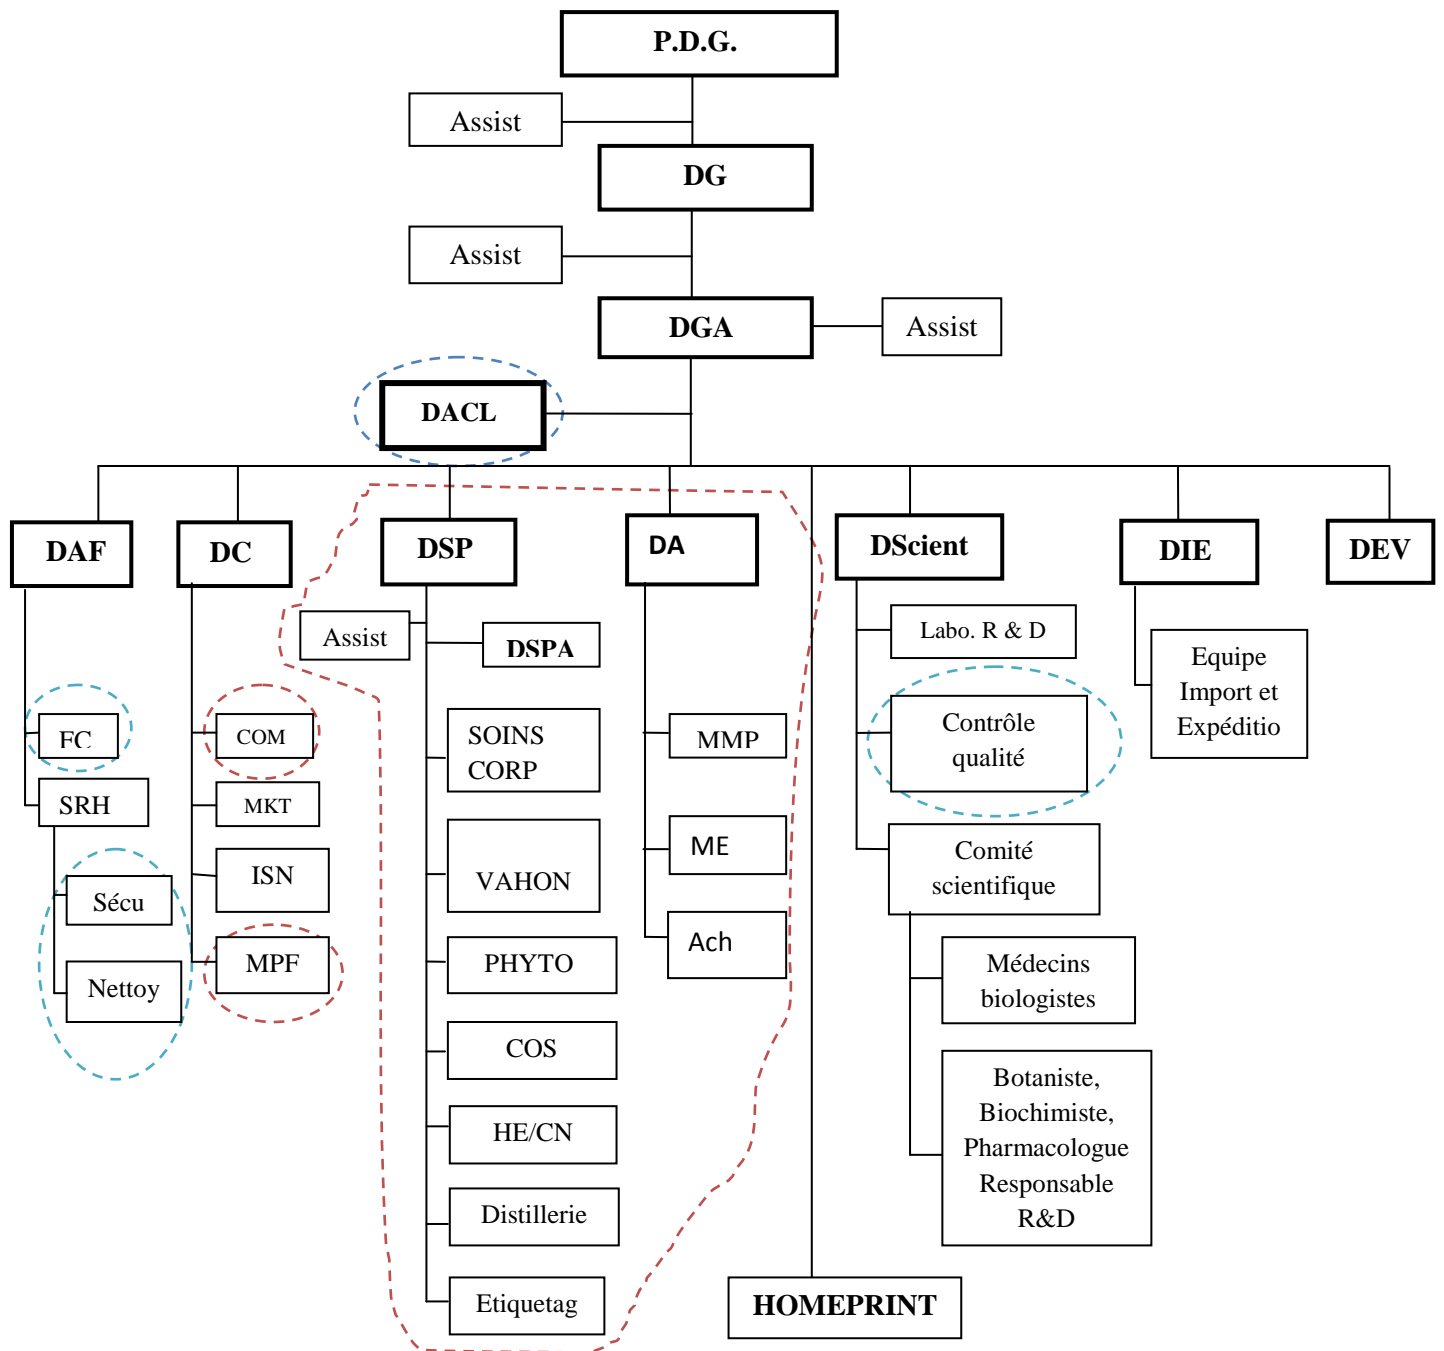 P.D.G.
Assist
DG
Assist
DGA
Assist
DACL
DAF
DC
DSP
DA
DScient
DIE
DEV
Assist
DSPA
Labo. R & D
Equipe
Import et
Expéditio
FC
COM
SOINS
CORP
MMP
Contrôle
qualité
SRH
MKT
ME
VAHON
ISN
Comité
scientifique
Sécu
Ach
MPF
PHYTO
Médecins
biologistes
Nettoy
COS
Botaniste,
Biochimiste,
Pharmacologue
Responsable
R&D
HE/CN
Distillerie
Etiquetag
HOMEPRINT